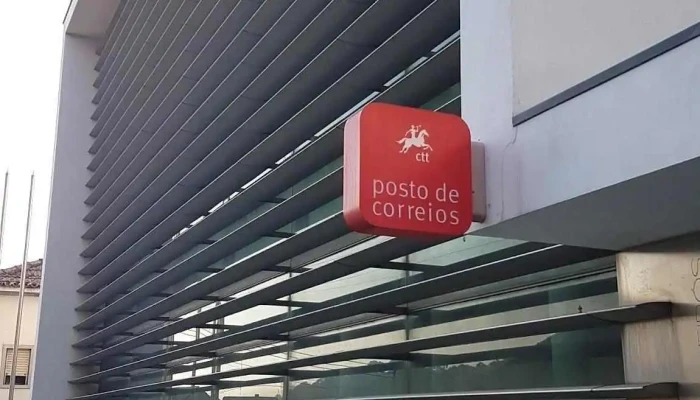 ctt
posto de
correios